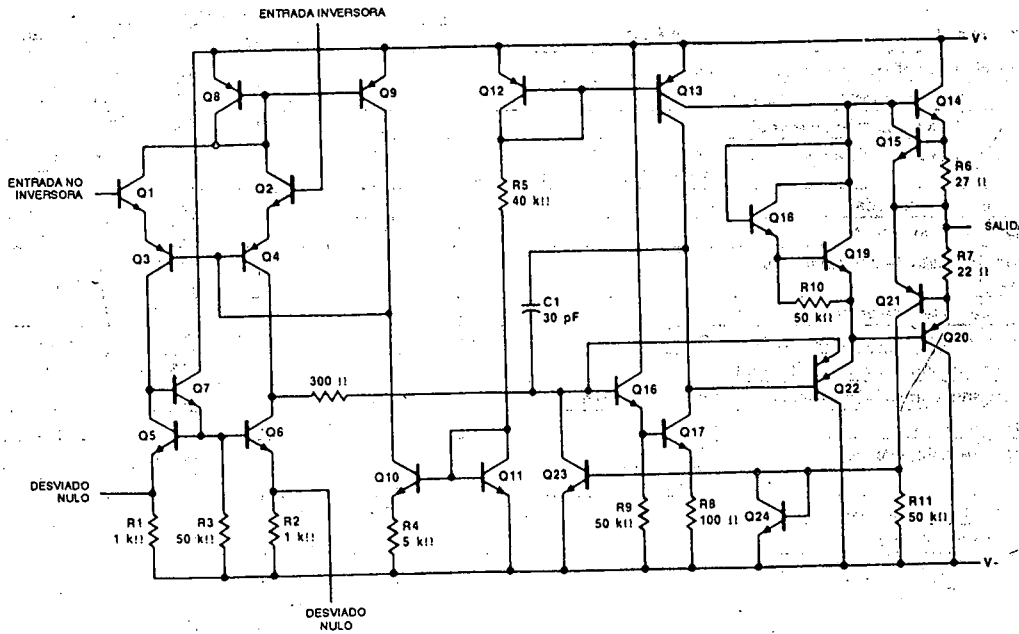 ENTRADA INVERSORA
V+
Q8
Q9
Q12
Q13
Q14
Q15
ENTRADA NO
INVERSORA
Q1
Q2
R5
40 kΩ
R6
27 Ω
Q18
SALIDA
Q3
Q4
Q19
R7
22 Ω
C1
30 pF
R10
50 kΩ
Q21
Q20
Q7
300 Ω
Q16
Q22
Q5
Q6
Q17
Q10
Q11
Q23
Q24
DESVIADO
NULO
R1
1 kΩ
R3
50 kΩ
R2
1 kΩ
R4
5 kΩ
R9
50 kΩ
R8
100 Ω
R11
50 kΩ
V-
DESVIADO
NULO